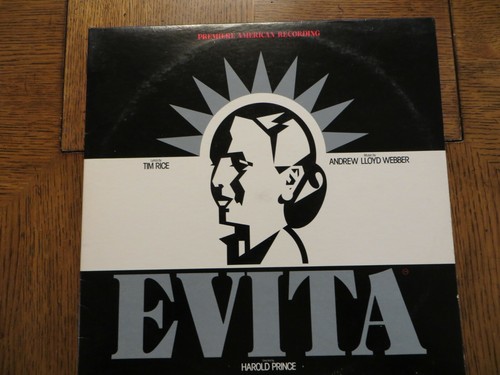 PREMIERE AMERICAN RECORDING
TIM RICE
ANDREW LLOYD WEBBER
EVITA
HAROLD PRINCE